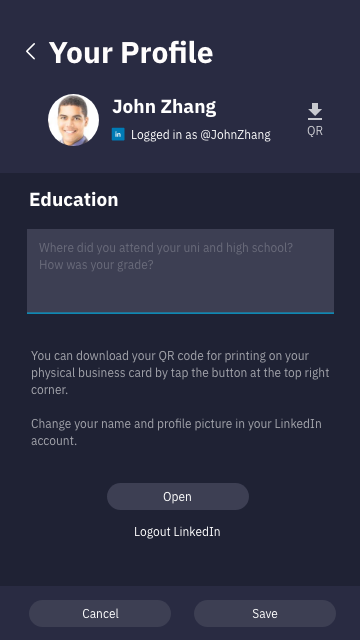 Your Profile
John Zhang
in Logged in as @JohnZhang
QR
Education
Where did you attend your uni and high school?
How was your grade?
You can download your QR code for printing on your
physical business card by tap the button at the top right
corner.
Change your name and profile picture in your LinkedIn
account.
Open
Logout LinkedIn
Cancel
Save